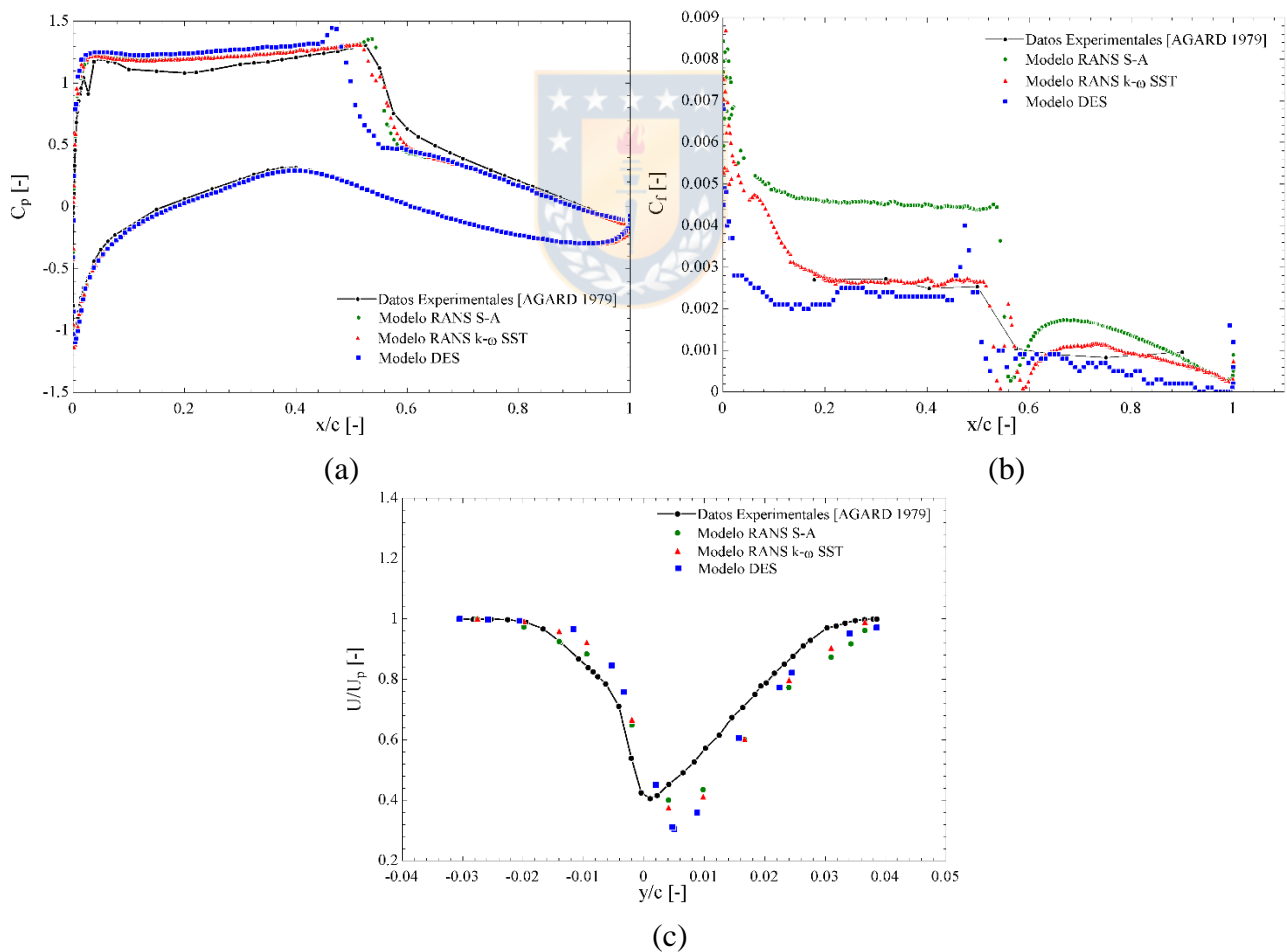 1.5
1
0.5
0
-0.5
-1
-1.5
Cp [-]
0
0.2
0.4
0.6
0.8
1
x/c [-]
Datos Experimentales [AGARD 1979]
Modelo RANS S-A
Modelo RANS k-ω SST
Modelo DES
(a)
0.009
0.008
0.007
0.006
0.005
0.004
0.003
0.002
0.001
0
Cf [-]
0
0.2
0.4
0.6
0.8
1
x/c [-]
Datos Experimentales [AGARD 1979]
Modelo RANS S-A
Modelo RANS k-ω SST
Modelo DES
(b)
1.4
1.2
1
0.8
0.6
0.4
0.2
U/Up [-]
-0.04
-0.03
-0.02
-0.01
0
0.01
0.02
0.03
0.04
0.05
y/c [-]
Datos Experimentales [AGARD 1979]
Modelo RANS S-A
Modelo RANS k-ω SST
Modelo DES
(c)